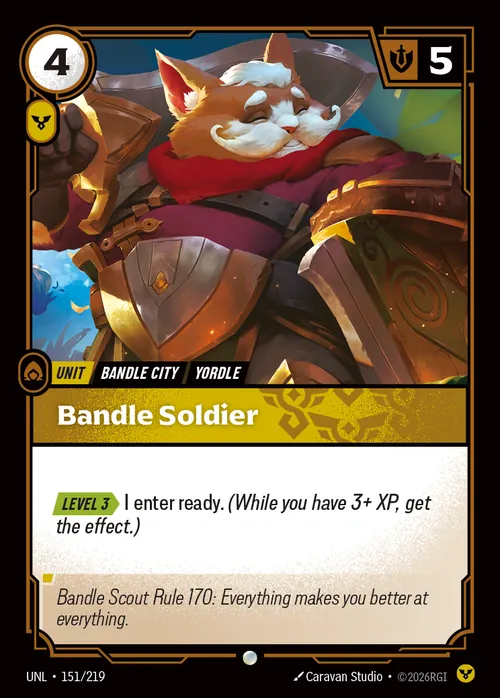 4
5
UNIT BANDLE CITY YORDLE
Bandle Soldier
LEVEL 3 I enter ready. (While you have 3+ XP, get
the effect.)
Bandle Scout Rule 170: Everything makes you better at
everything.
UNL • 151/219 Caravan Studio • ©2026RGI